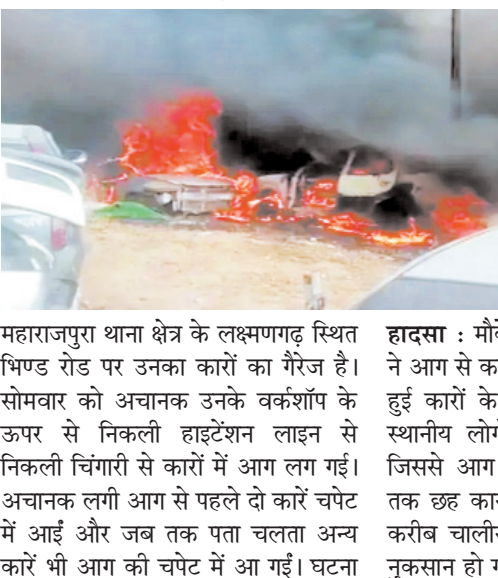 महाराजपुरा थाना क्षेत्र के लक्ष्मणगढ़ स्थित
भिण्ड रोड पर उनका कारों का गैरेज है।
सोमवार को अचानक उनके वर्कशॉप के
ऊपर से निकली हाइटेंशन लाइन से
निकली चिंगारी से कारों में आग लग गई।
अचानक लगी आग से पहले दो कारें चपेट
में आईं और जब तक पता चलता अन्य
कारें भी आग की चपेट में आ गईं। घटना
हादसा :
ने आग से
हुई कारों के
स्थानीय
जिससे आग
तक छह
करीब
नुकसान हो